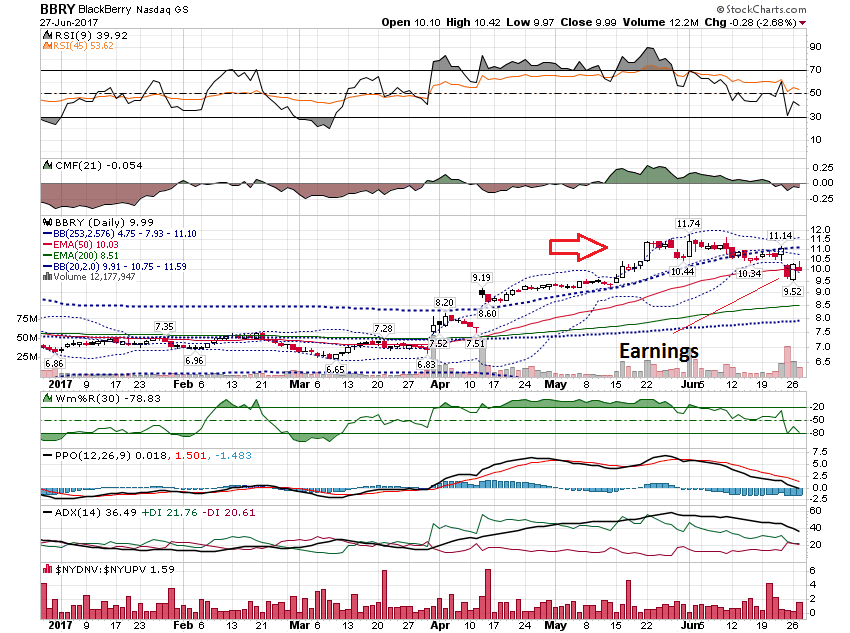 BBRY BlackBerry Nasdaq GS
© StockCharts.com
27-Jun-2017
Open 10.10 High 10.42 Low 9.97 Close 9.99 Volume 12.2M Chg -0.28 (-2.68%)
RSI(9) 39.92
RSI(45) 53.62
90
70
50
30
10
CMF(21) -0.054
0.25
0.00
-0.25
BBRY (Daily) 9.99
BB(253,2.576) 4.75 - 7.93 - 11.10
EMA(50) 10.03
EMA(200) 8.51
BB(20,2.0) 9.91 - 10.75 - 11.59
Volume 12,177,947
12.0
11.5
11.0
10.5
10.0
9.5
9.0
8.5
8.0
7.5
7.0
6.5
75M
50M
25M
6.86
7.35
6.96
6.65
7.28
6.83
8.20
7.52
7.51
9.19
8.60
11.74
10.44
10.34
11.14
9.52
Earnings
2017 9 17 23 Feb 6 13 21 Mar 6 13 20 27 Apr 10 17 24 May 8 15 22 Jun 5 12 19 26
Wm%R(30) -78.83
-20
-50
-80
PPO(12,26,9) 0.018, 1.501, -1.483
7.5
5.0
2.5
0.0
-2.5
ADX(14) 36.49 +DI 21.76 -DI 20.61
60
40
20
$NYDNV:$NYUPV 1.59
6
4
2
0
2017 9 17 23 Feb 6 13 21 Mar 6 13 20 27 Apr 10 17 24 May 8 15 22 Jun 5 12 19 26